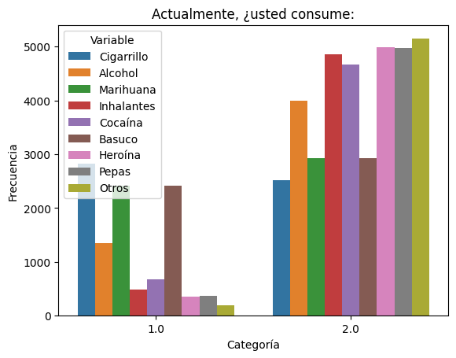 Actualmente, ¿usted consume:
Variable
Cigarrillo
Alcohol
Marihuana
Inhalantes
Cocaína
Basuco
Heroína
Pepas
Otros
Frecuencia
5000
4000
3000
2000
1000
0
1.0
2.0
Categoría